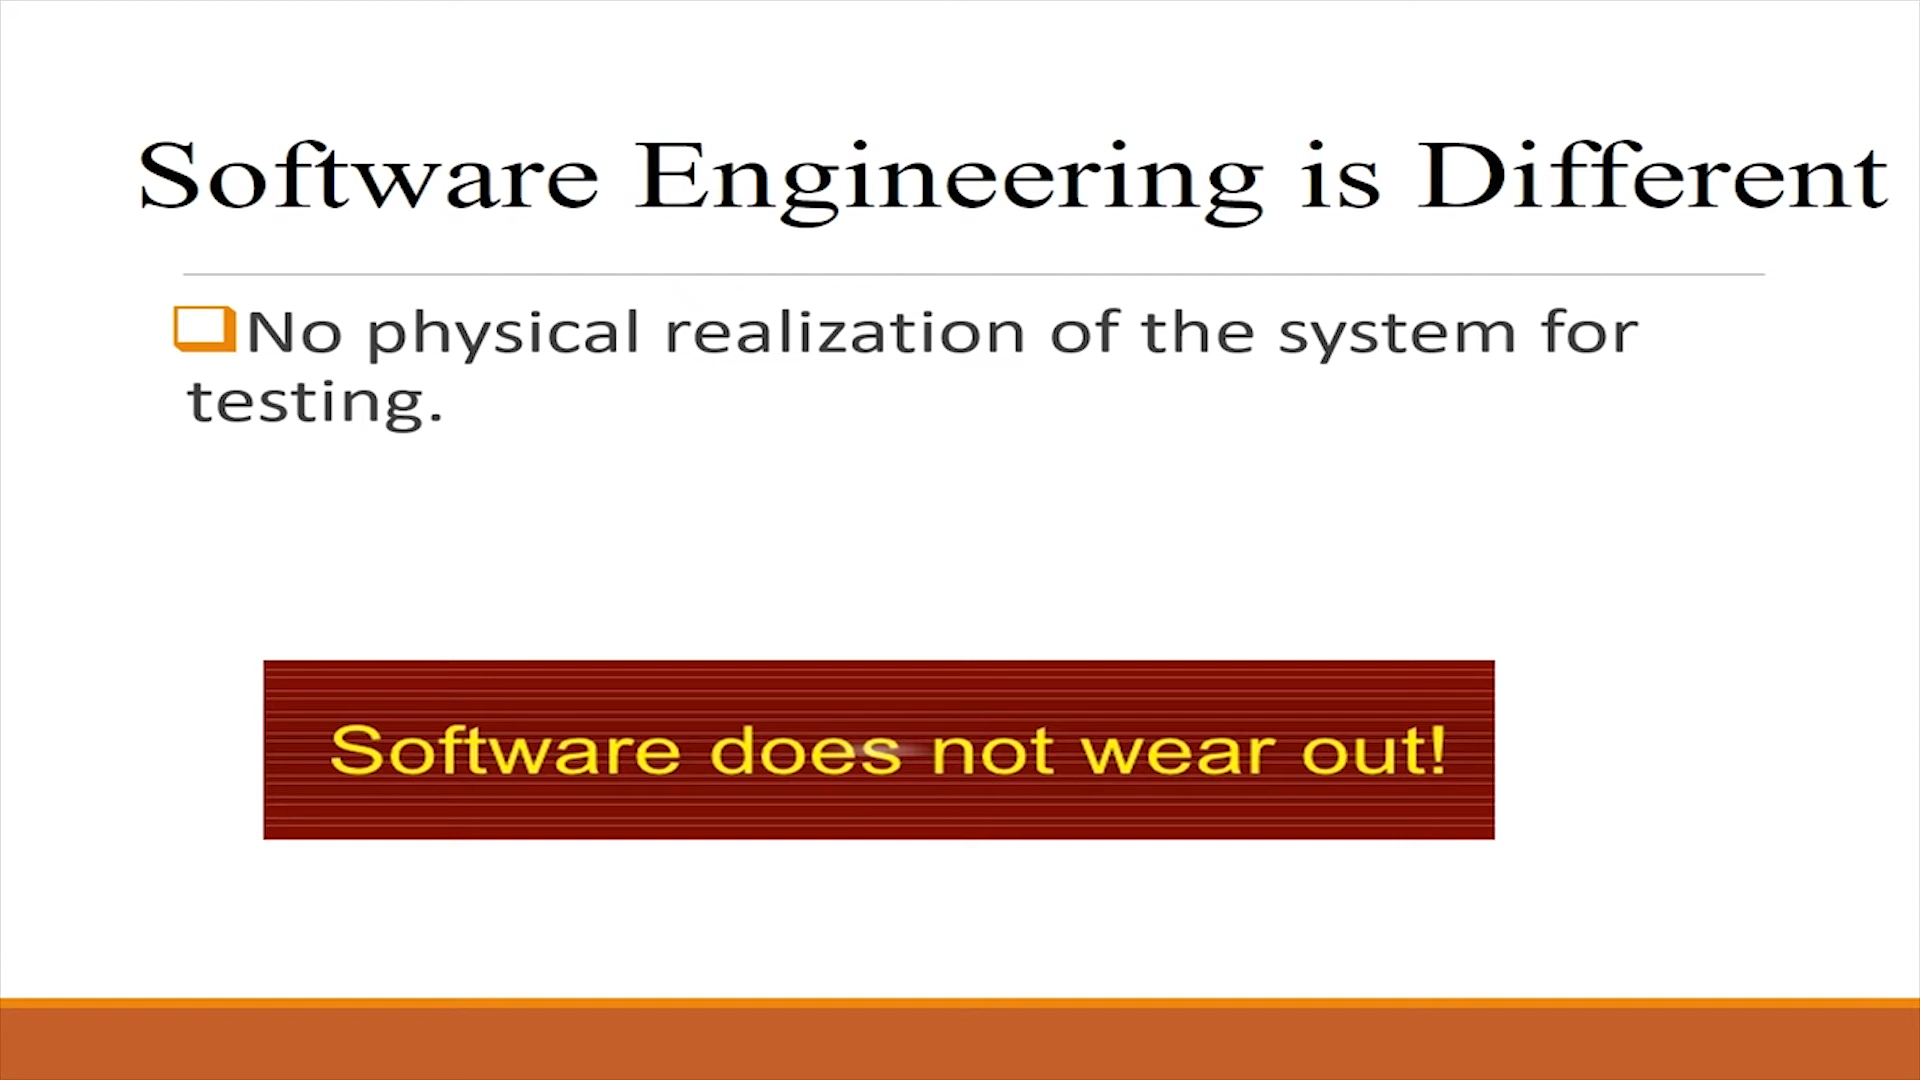 Software Engineering is Different
No physical realization of the system for
testing.
Software does not wear out!